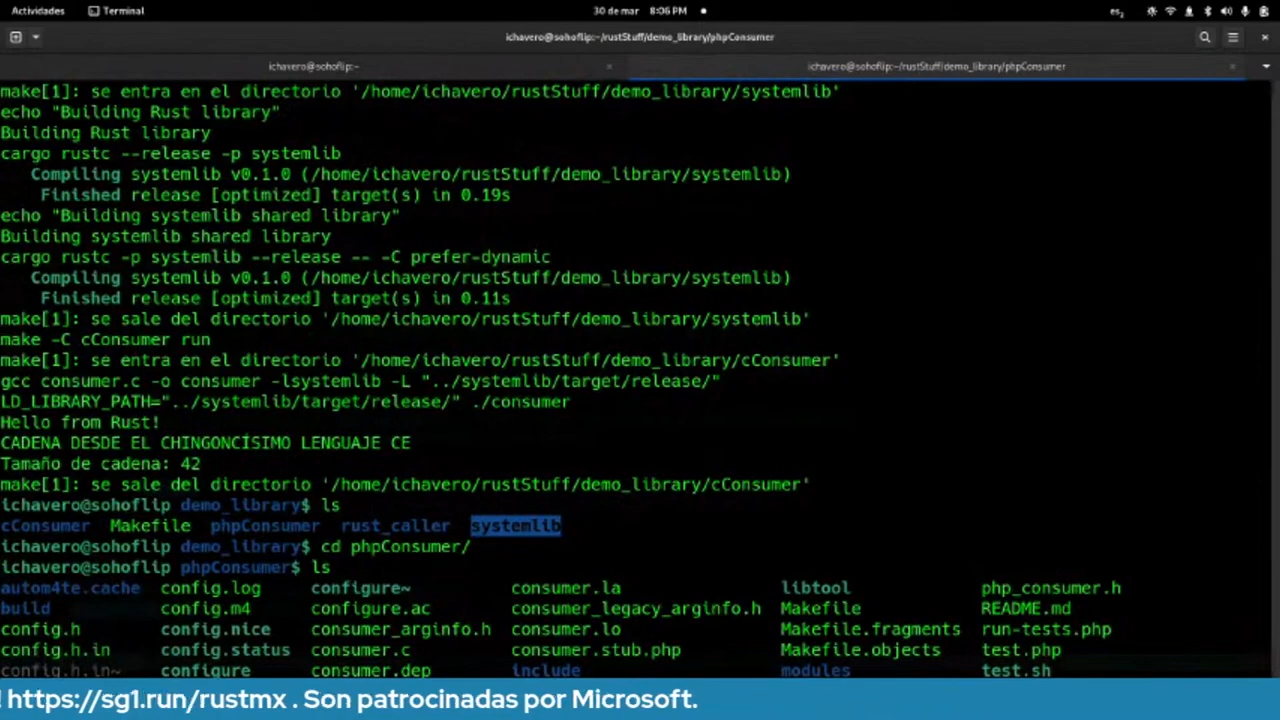 Actividades Terminal 30 de mar 8:06 PM es₂
ichavero@sohoflip:~/rustStuff/demo_library/phpConsumer
ichavero@sohoflip:~ ichavero@sohoflip:~/rustStuff/demo_library/phpConsumer
make[1]: se entra en el directorio '/home/ichavero/rustStuff/demo_library/systemlib'
echo "Building Rust library"
Building Rust library
cargo rustc --release -p systemlib
Compiling systemlib v0.1.0 (/home/ichavero/rustStuff/demo_library/systemlib)
Finished release [optimized] target(s) in 0.19s
echo "Building systemlib shared library"
Building systemlib shared library
cargo rustc -p systemlib --release -- -C prefer-dynamic
Compiling systemlib v0.1.0 (/home/ichavero/rustStuff/demo_library/systemlib)
Finished release [optimized] target(s) in 0.11s
make[1]: se sale del directorio '/home/ichavero/rustStuff/demo_library/systemlib'
make -C cConsumer run
make[1]: se entra en el directorio '/home/ichavero/rustStuff/demo_library/cConsumer'
gcc consumer.c -o consumer -lsystemlib -L "../systemlib/target/release/"
LD_LIBRARY_PATH="../systemlib/target/release/" ./consumer
Hello from Rust!
CADENA DESDE EL CHINGONCÍSIMO LENGUAJE CE
Tamaño de cadena: 42
make[1]: se sale del directorio '/home/ichavero/rustStuff/demo_library/cConsumer'
ichavero@sohoflip demo_library$ ls
cConsumer Makefile phpConsumer rust_caller systemlib
ichavero@sohoflip demo_library$ cd phpConsumer/
ichavero@sohoflip phpConsumer$ ls
autom4te.cache config.log configure~ consumer.la libtool php_consumer.h
build config.m4 configure.ac consumer_legacy_arginfo.h Makefile README.md
config.h config.nice consumer_arginfo.h consumer.lo Makefile.fragments run-tests.php
config.h.in config.status consumer.c consumer.stub.php Makefile.objects test.php
config.h.in~ configure consumer.dep include modules test.sh
! https://sg1.run/rustmx . Son patrocinadas por Microsoft.